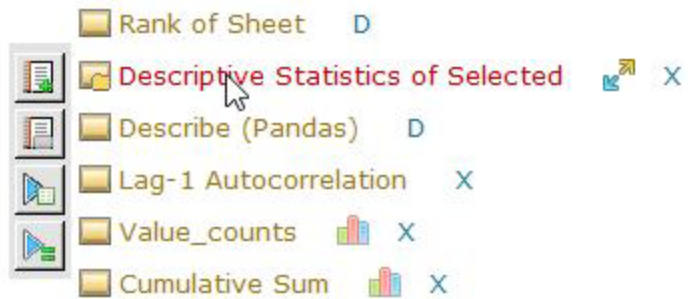 Rank of Sheet D
Descriptive Statistics of Selected X
Describe (Pandas) D
Lag-1 Autocorrelation X
Value_counts X
Cumulative Sum X